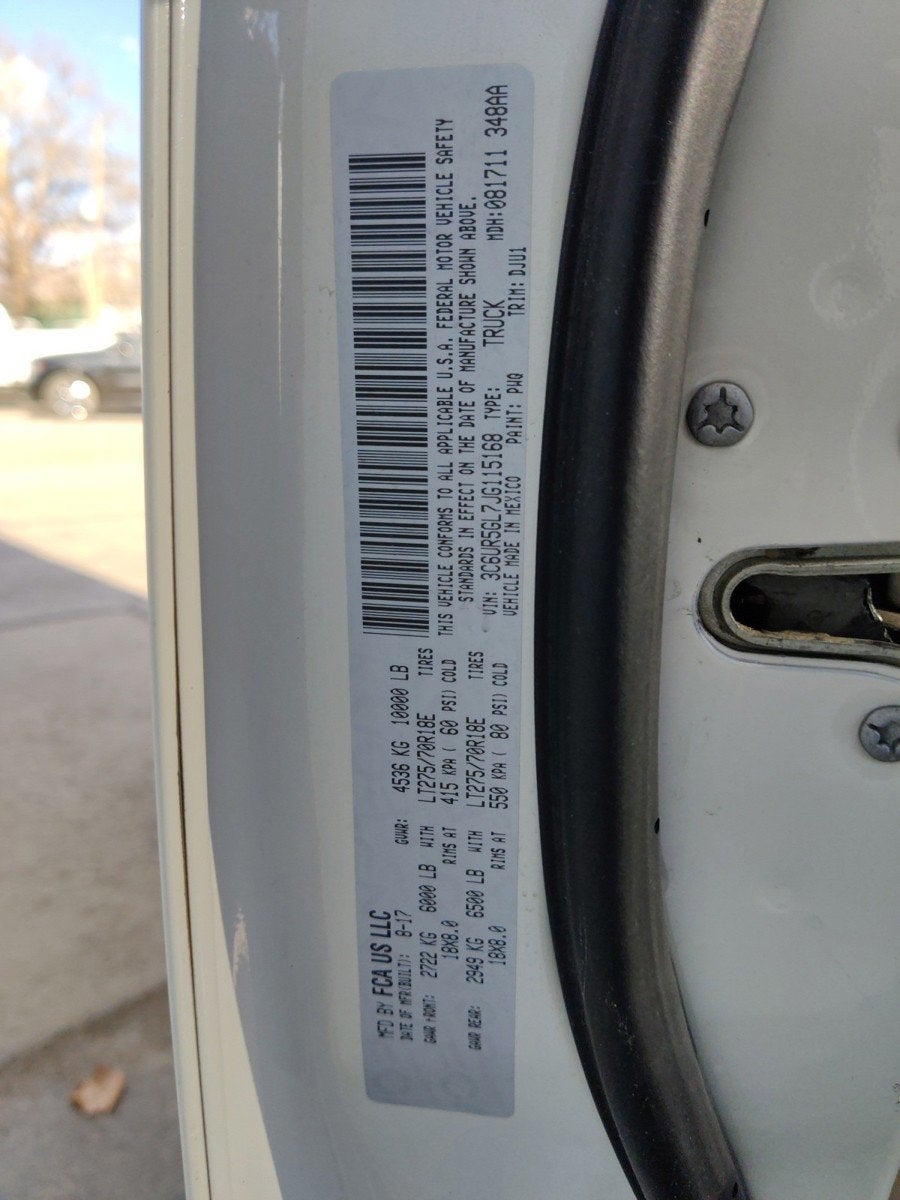 MFD BY FCA US LLC
DATE OF MFR(BUILT): 8-17 GVWR: 4536 KG 10000 LB
GAWR FRONT: 2722 KG 6000 LB WITH LT275/70R18E TIRES
18X8.0 RIMS AT 415 KPA ( 60 PSI) COLD
GAWR REAR: 2949 KG 6500 LB WITH LT275/70R18E TIRES
18X8.0 RIMS AT 550 KPA ( 80 PSI) COLD
THIS VEHICLE CONFORMS TO ALL APPLICABLE U.S.A. FEDERAL MOTOR VEHICLE SAFETY
STANDARDS IN EFFECT ON THE DATE OF MANUFACTURE SHOWN ABOVE.
VIN: 3C6UR5GL7JG115168 TYPE: TRUCK MDH:081711 348AA
VEHICLE MADE IN MEXICO PAINT: PW0 TRIM: DJU1